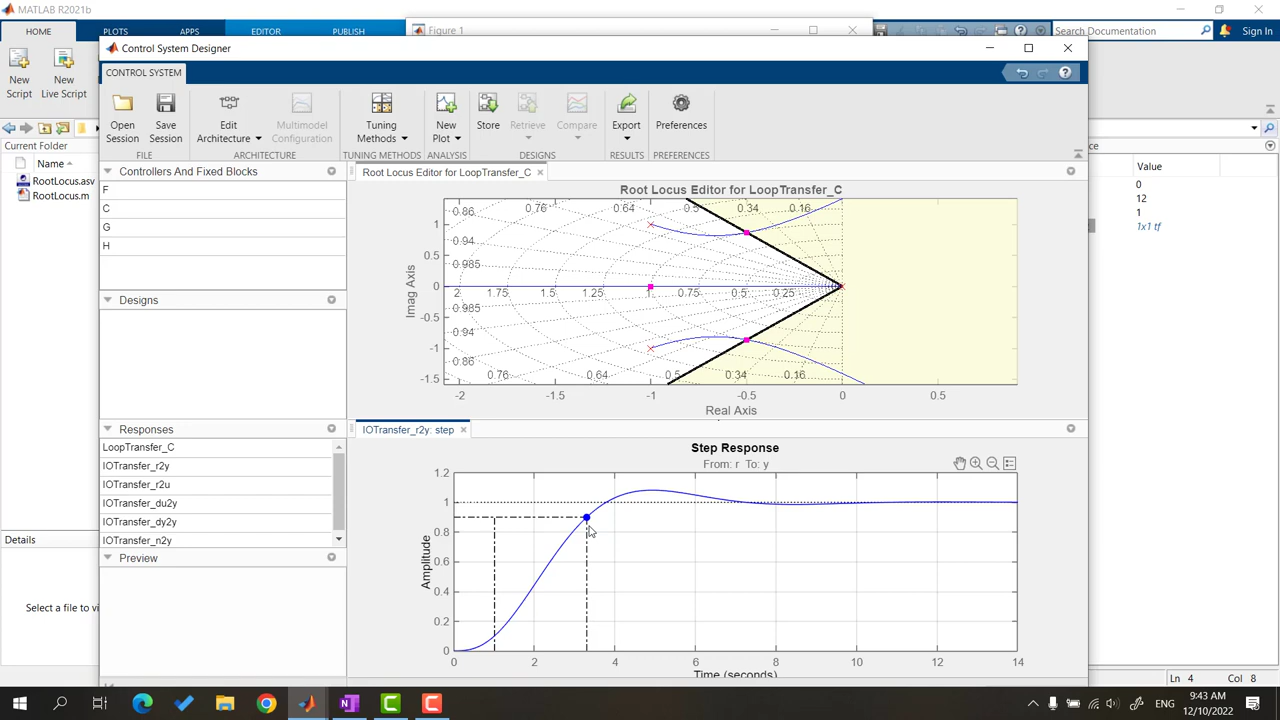 MATLAB R2021b
HOME PLOTS APPS EDITOR PUBLISH
Figure 1
Search Documentation
Sign In
Control System Designer
CONTROL SYSTEM
New Script
New Live Script
Open Session
Save Session
Edit Architecture
Multimodel Configuration
Tuning Methods
New Plot
Store
Retrieve
Compare
Export
Preferences
FILE ARCHITECTURE TUNING METHODS ANALYSIS DESIGNS RESULTS PREFERENCES
Current Folder
Name
RootLocus.asv
RootLocus.m
Details
Select a file to vi
Controllers And Fixed Blocks
F
C
G
H
Designs
Responses
LoopTransfer_C
IOTransfer_r2y
IOTransfer_r2u
IOTransfer_du2y
IOTransfer_dy2y
IOTransfer_n2y
Preview
Root Locus Editor for LoopTransfer_C
Root Locus Editor for LoopTransfer_C
0.86 0.76 0.64 0.5 0.34 0.16
0.94
0.985
2 1.75 1.5 1.25 1 0.75 0.5 0.25
0.985
0.94
0.86
0.76 0.64 0.5 0.34 0.16
1
0.5
0
-0.5
-1
-1.5
Imag Axis
-2 -1.5 -1 -0.5 0 0.5
Real Axis
IOTransfer_r2y: step
Step Response
From: r To: y
1.2
1
0.8
0.6
0.4
0.2
0
Amplitude
0 2 4 6 8 10 12 14
Time (seconds)
ce
Value
0
12
1
1x1 tf
Ln 4 Col 8
9:43 AM
12/10/2022